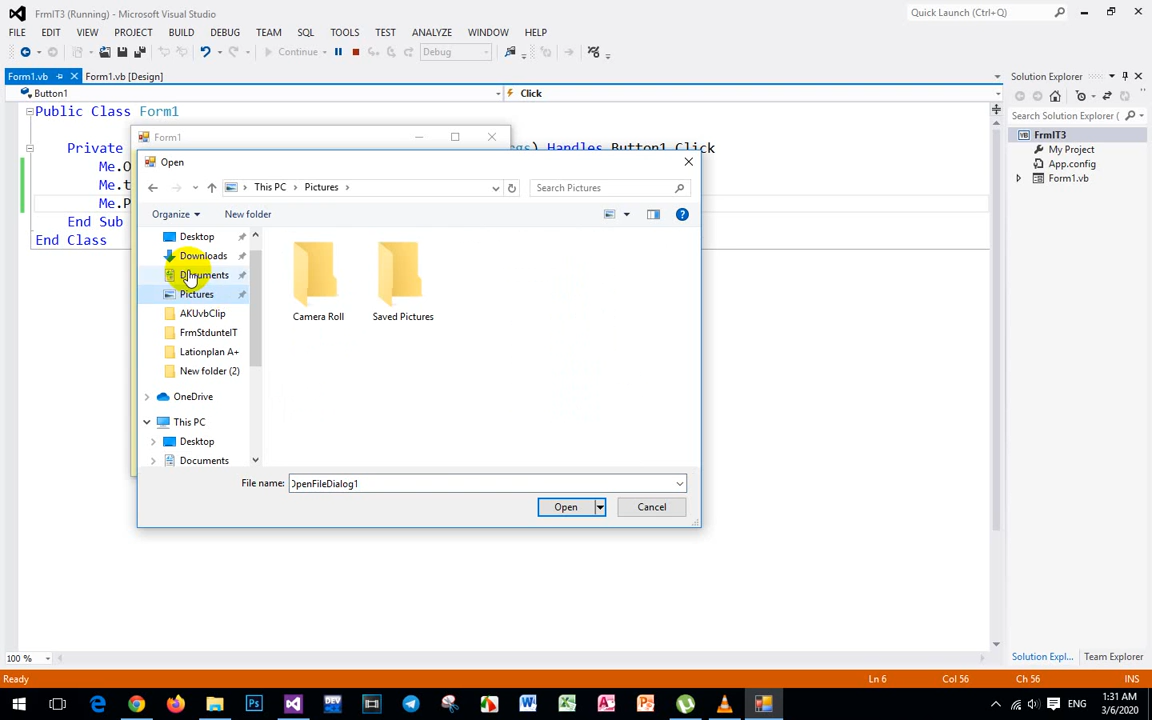 FrmIT3 (Running) - Microsoft Visual Studio
Quick Launch (Ctrl+Q)
FILE EDIT VIEW PROJECT BUILD DEBUG TEAM SQL TOOLS TEST ANALYZE WINDOW HELP
Continue Debug
Form1.vb Form1.vb [Design]
Solution Explorer
Button1 Click
Public Class Form1
Search Solution Explorer (
Form1
FrmIT3
Private gs) Handles Button1.Click
My Project
Open
Me.O
App.config
Me.t
Form1.vb
This PC Pictures
Search Pictures
Me.P
Organize New folder
End Sub
Desktop
End Class
Downloads
Documents
Pictures
Camera Roll Saved Pictures
AKUvbClip
FrmStdunteIT
Lationplan A+
New folder (2)
OneDrive
This PC
Desktop
Documents
File name: OpenFileDialog1
Open Cancel
100 %
Solution Expl... Team Explorer
Ready Ln 6 Col 56 Ch 56 INS
ENG
1:31 AM
3/6/2020